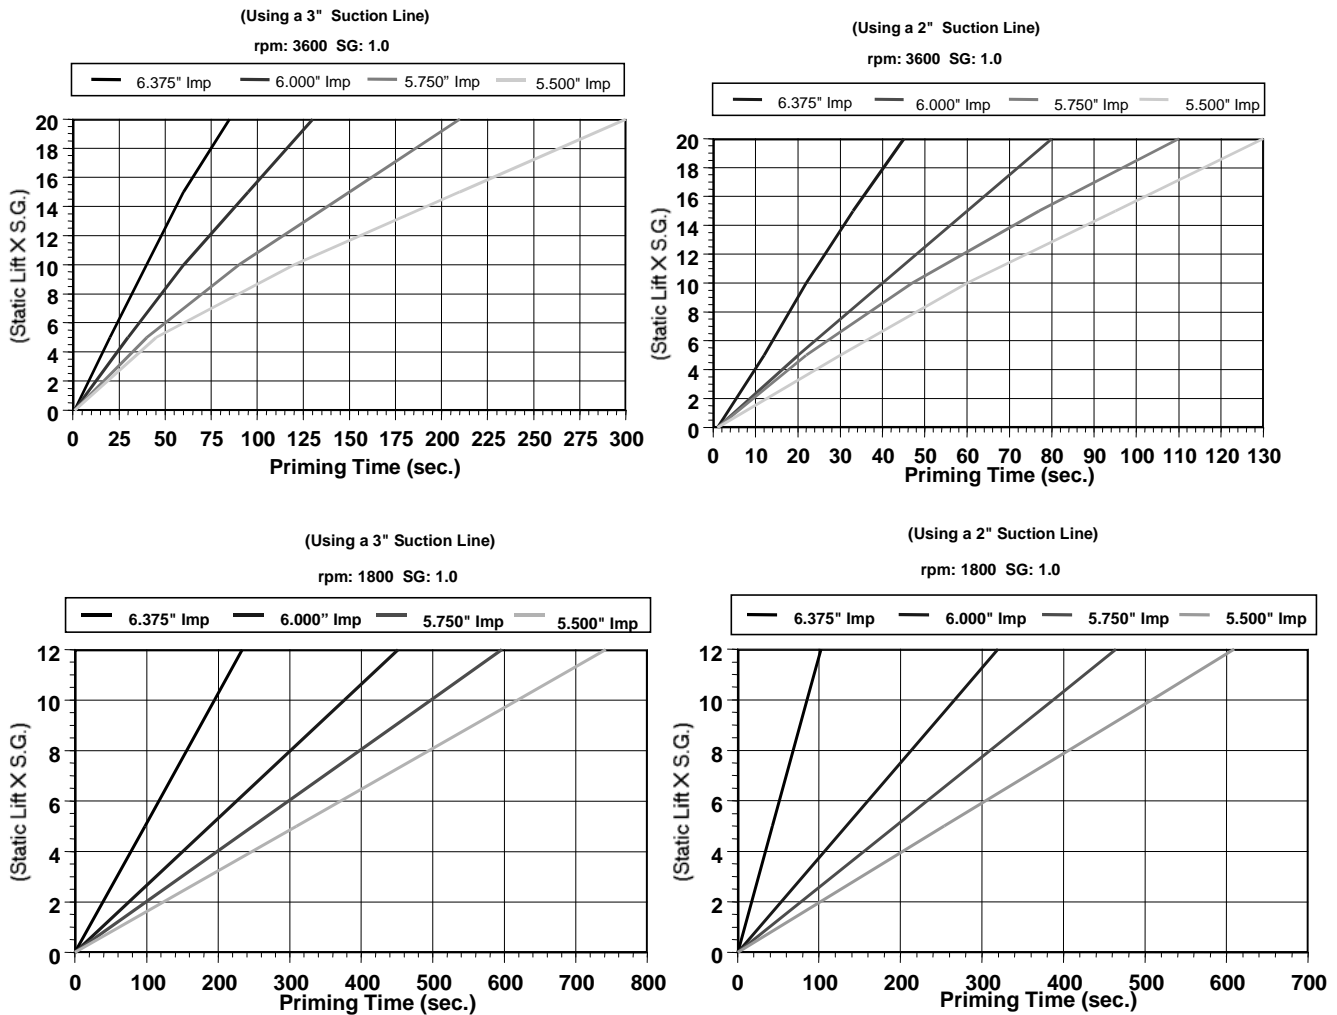 (Using a 3" Suction Line)
rpm: 3600 SG: 1.0
6.375" Imp 6.000" Imp 5.750” Imp 5.500" Imp
20
18
16
14
12
10
8
6
4
2
0
(Static Lift X S.G.)
0 25 50 75 100 125 150 175 200 225 250 275 300
Priming Time (sec.)
(Using a 2" Suction Line)
rpm: 3600 SG: 1.0
6.375" Imp 6.000" Imp 5.750" Imp 5.500" Imp
20
18
16
14
12
10
8
6
4
2
0
(Static Lift X S.G.)
0 10 20 30 40 50 60 70 80 90 100 110 120 130
Priming Time (sec.)
(Using a 3" Suction Line)
rpm: 1800 SG: 1.0
6.375" Imp 6.000” Imp 5.750" Imp 5.500" Imp
12
10
8
6
4
2
0
(Static Lift X S.G.)
0 100 200 300 400 500 600 700 800
Priming Time (sec.)
(Using a 2" Suction Line)
rpm: 1800 SG: 1.0
6.375" Imp 6.000" Imp 5.750" Imp 5.500" Imp
12
10
8
6
4
2
0
(Static Lift X S.G.)
0 100 200 300 400 500 600 700
Priming Time (sec.)